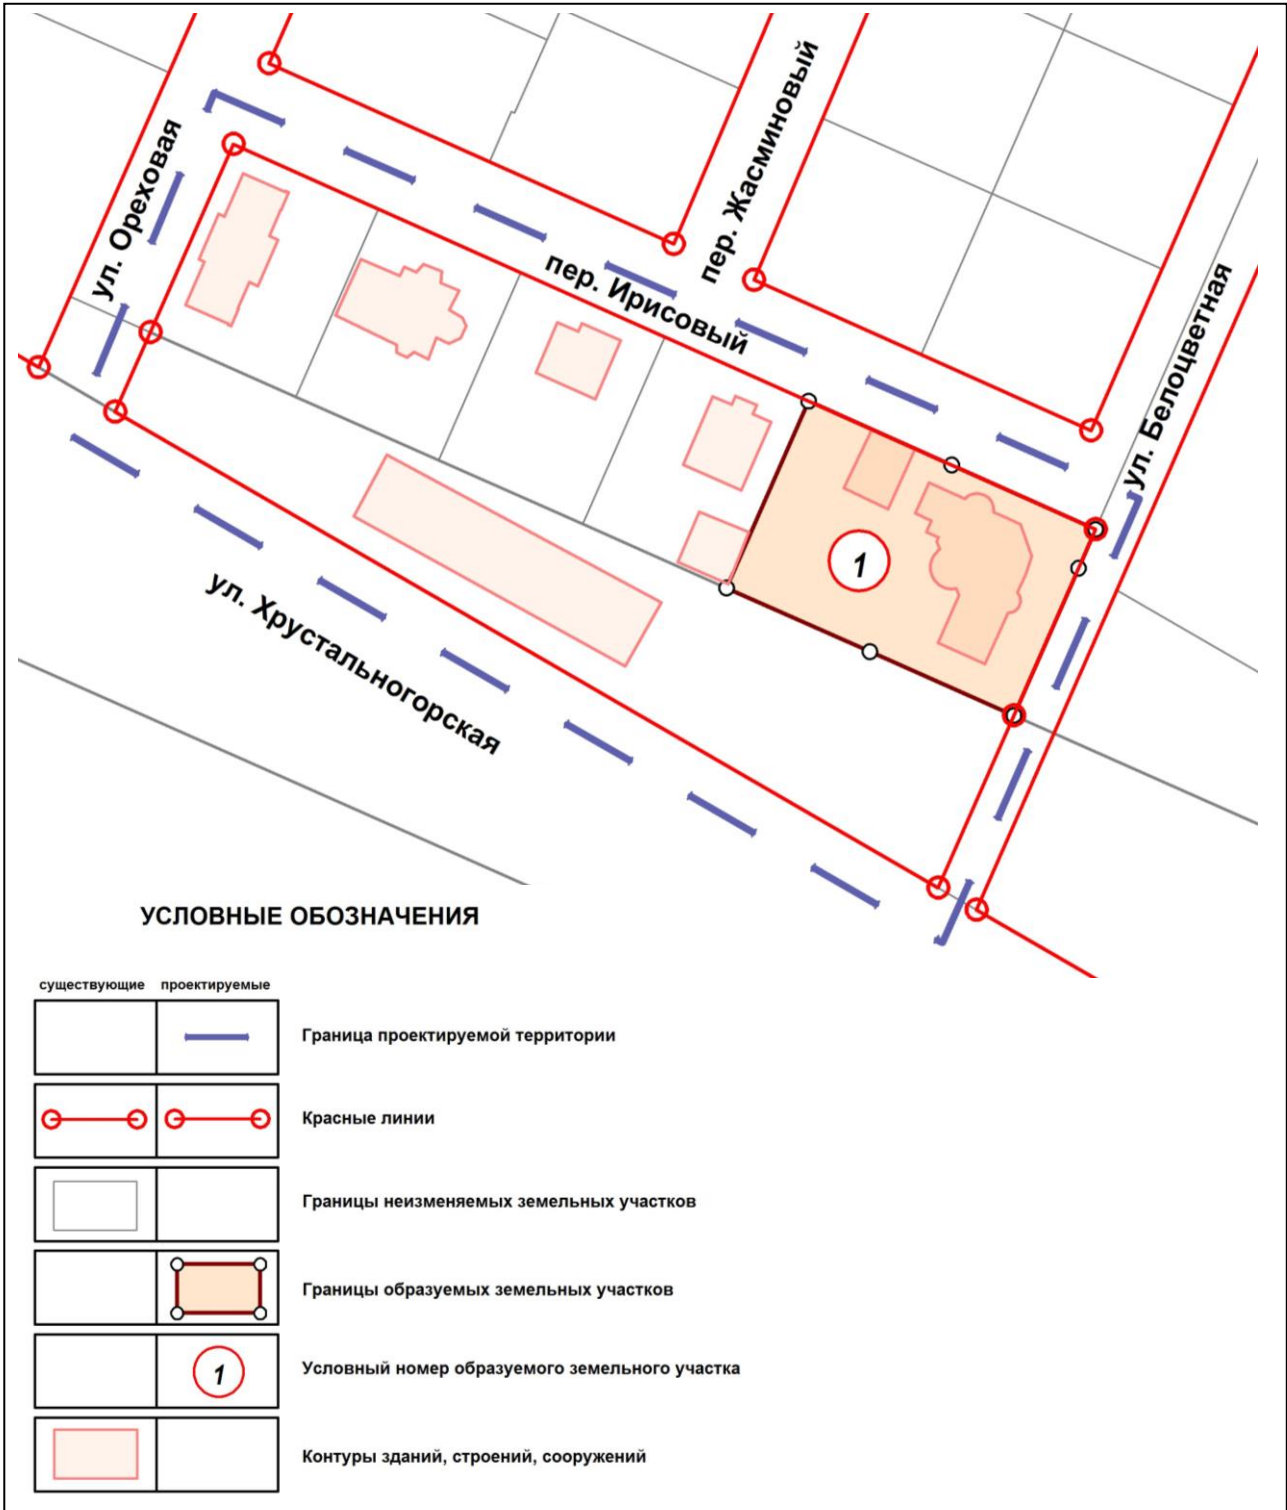 ул. Ореховая
пер. Жасминовый
пер. Ирисовый
ул. Белоцветная
1
ул. Хрустальногорская
УСЛОВНЫЕ ОБОЗНАЧЕНИЯ
существующие проектируемые
Граница проектируемой территории
Красные линии
Границы неизменяемых земельных участков
Границы образуемых земельных участков
1 Условный номер образуемого земельного участка
Контуры зданий, строений, сооружений